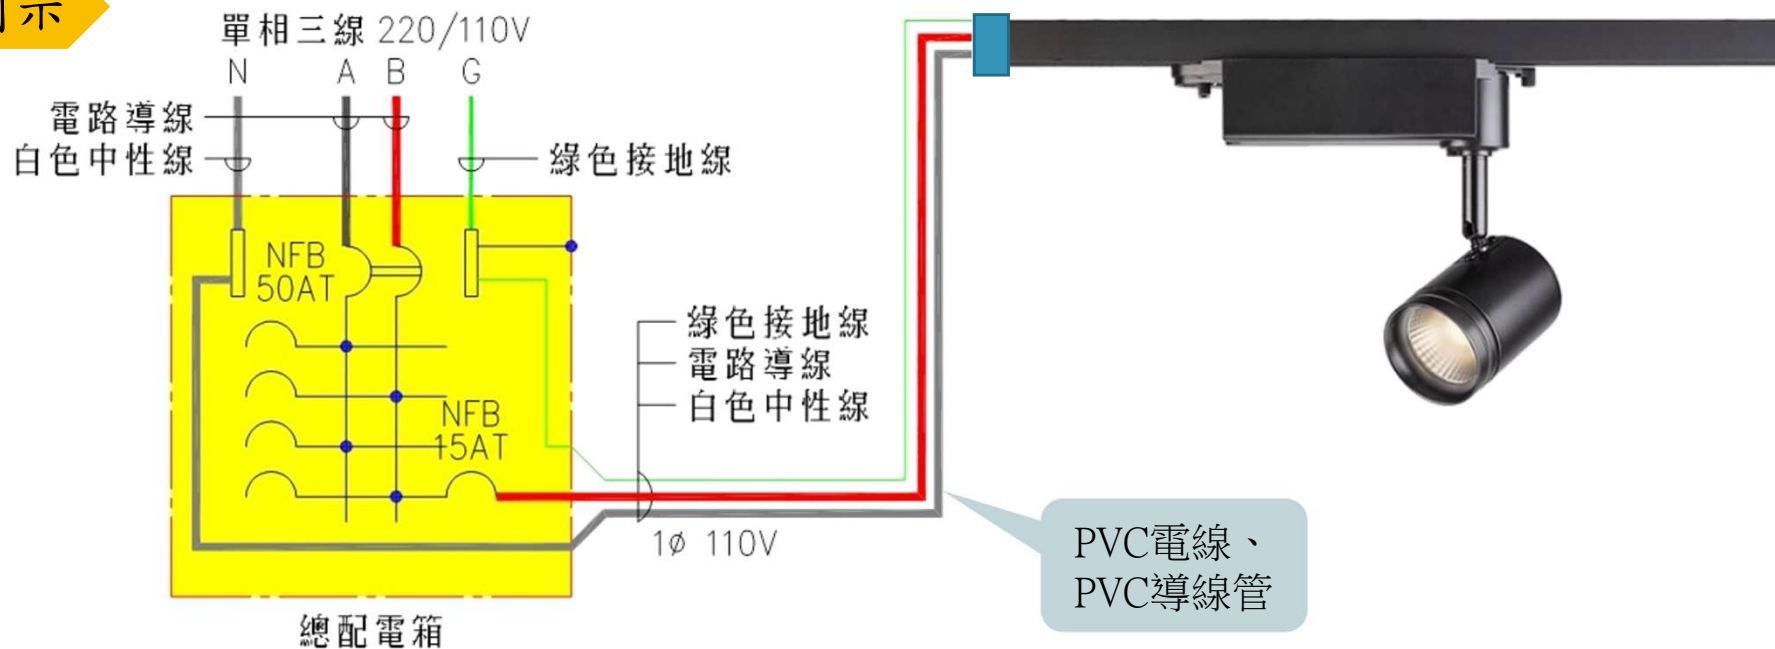 示
單相三線 220/110V
N A B G
電路導線
白色中性線
綠色接地線
NFB
50AT
綠色接地線
電路導線
白色中性線
NFB
15AT
1ø 110V
PVC電線、
PVC導線管
總配電箱